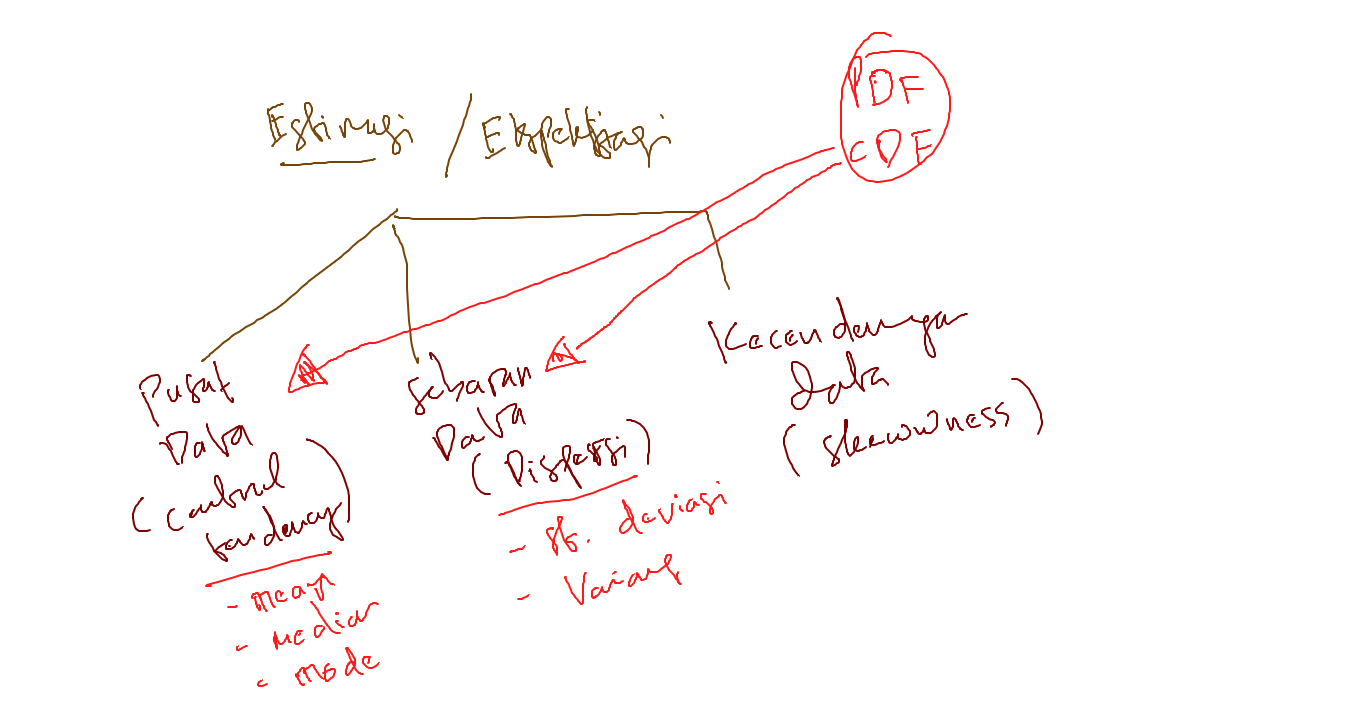 PDF
CDF
Estimasi / Ekspektasi
Pusat
Data
(Central
tendency)
- mean
- median
- mode
Sebaran
Data
(Dispersi)
- st. deviasi
- Varians
Kecenderungan
data
(skewwness)